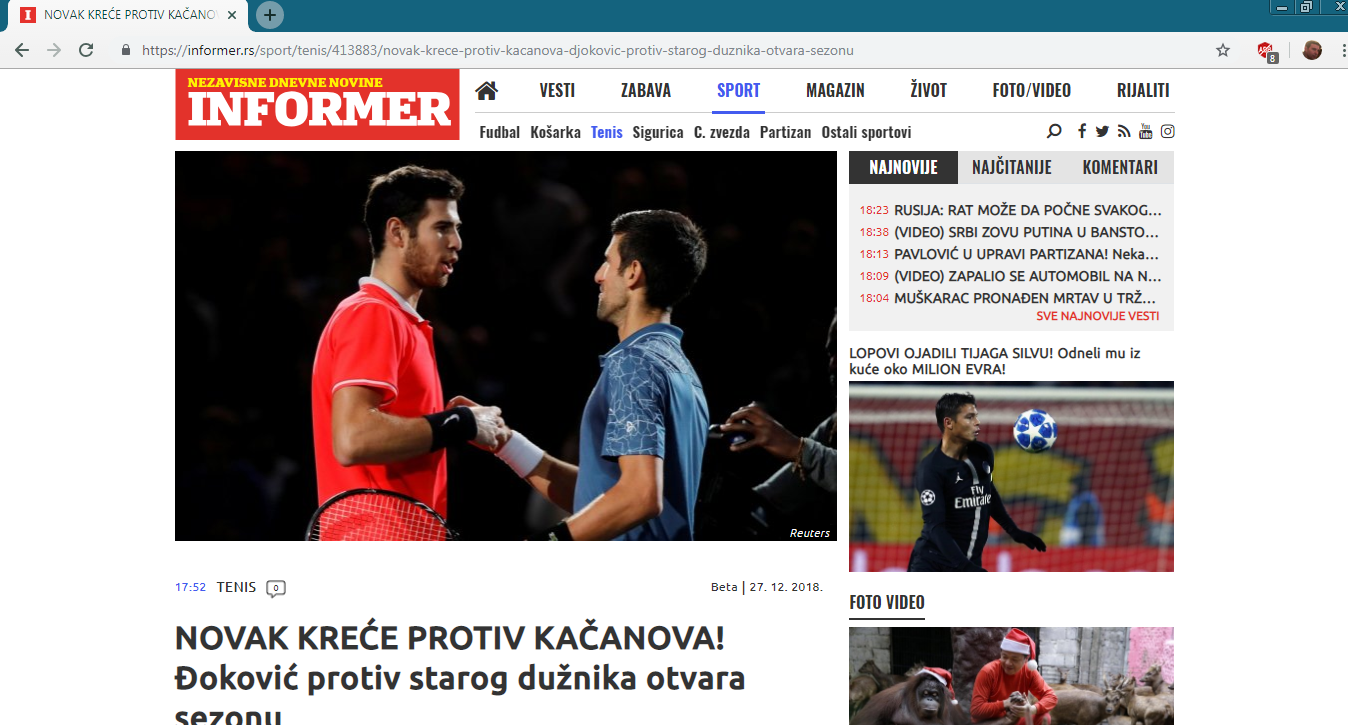 NOVAK KREĆE PROTIV KAČANO
https://informer.rs/sport/tenis/413883/novak-krece-protiv-kacanova-djokovic-protiv-starog-duznika-otvara-sezonu
8
NEZAVISNE DNEVNE NOVINE
INFORMER
VESTI ZABAVA SPORT MAGAZIN ŽIVOT FOTO/VIDEO RIJALITI
Fudbal Košarka Tenis Sigurica C. zvezda Partizan Ostali sportovi
Reuters
17:52 TENIS 0 Beta | 27. 12. 2018.
NOVAK KREĆE PROTIV KAČANOVA!
Đoković protiv starog dužnika otvara
sezonu
NAJNOVIJE NAJČITANIJE KOMENTARI
18:23 RUSIJA: RAT MOŽE DA POČNE SVAKOG...
18:38 (VIDEO) SRBI ZOVU PUTINA U BANSTO...
18:13 PAVLOVIĆ U UPRAVI PARTIZANA! Neka...
18:09 (VIDEO) ZAPALIO SE AUTOMOBIL NA N...
18:04 MUŠKARAC PRONAĐEN MRTAV U TRŽ...
SVE NAJNOVIJE VESTI
LOPOVI OJADILI TIJAGA SILVU! Odneli mu iz
kuće oko MILION EVRA!
Fly
Emirates
FOTO VIDEO